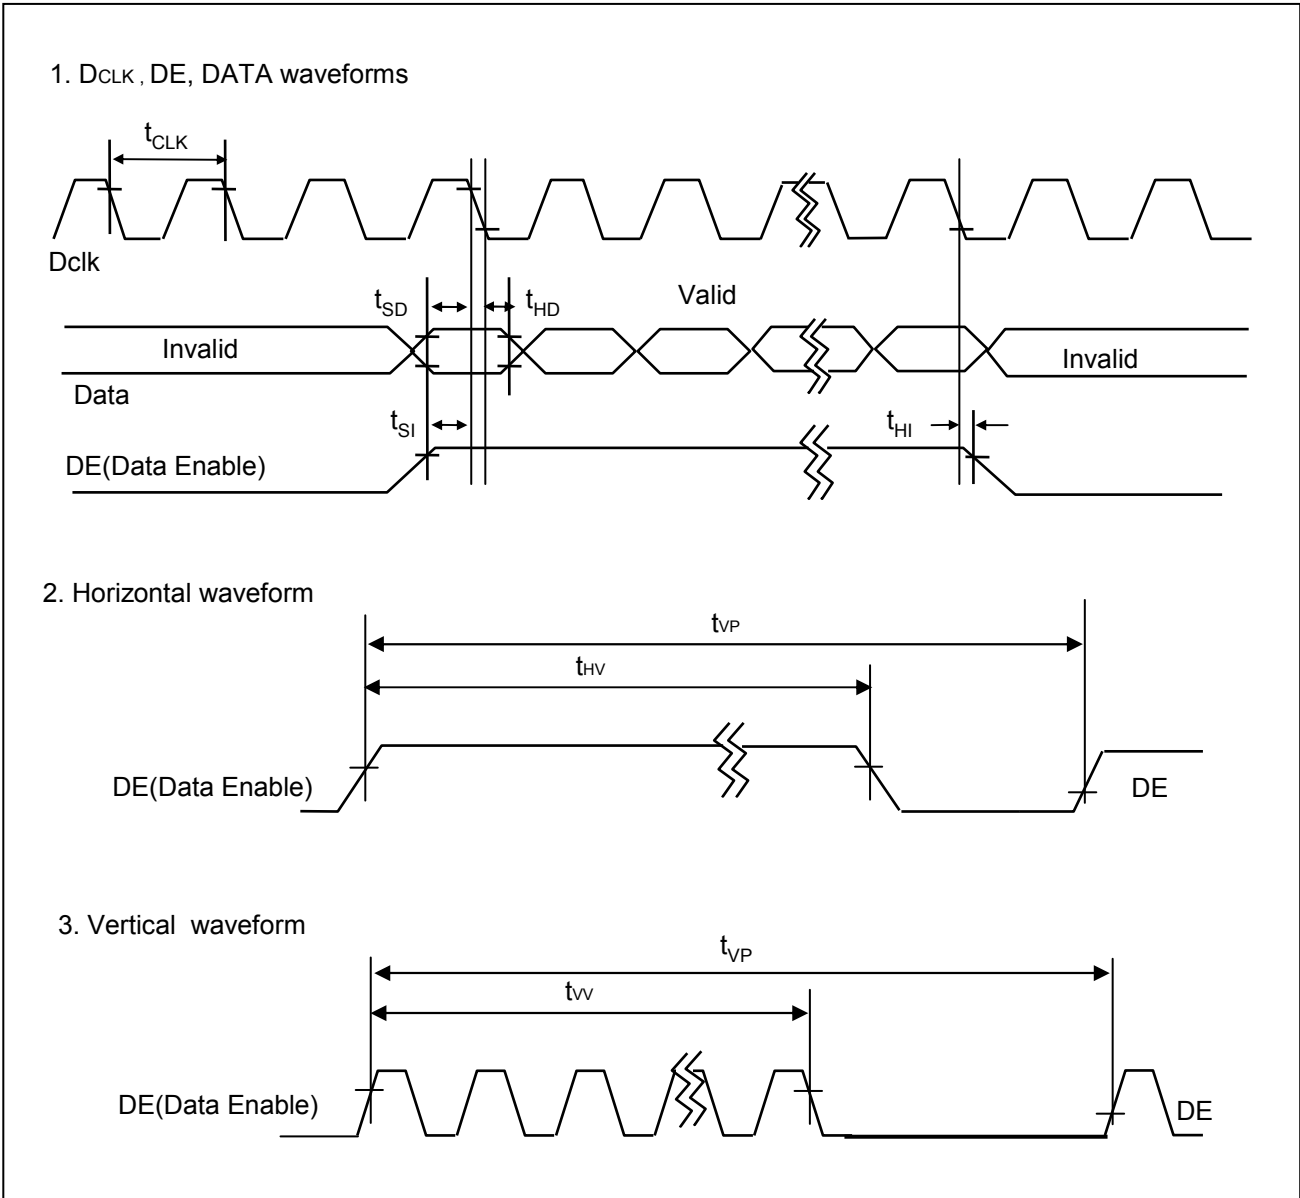 1. DCLK , DE, DATA waveforms
tCLK
Dclk
tSD
tHD
Valid
Invalid
Invalid
Data
tSI
tHI
DE(Data Enable)
2. Horizontal waveform
tVP
tHV
DE(Data Enable)
DE
3. Vertical waveform
tVP
tVV
DE(Data Enable)
DE